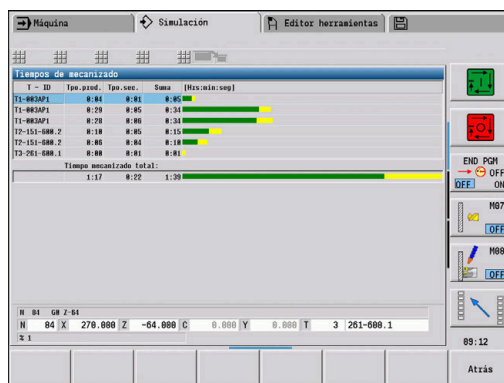 Máquina Simulación Editor herramientas
Tiempos de mecanizado
T - ID Tpo.prod. Tpo.sec. Suma [Hrs:min:seg]
T1-003AP1 0:04 0:01 0:05
T1-003AP1 0:29 0:05 0:34
T1-003AP1 0:28 0:06 0:34
T2-151-600.2 0:10 0:05 0:15
T2-151-600.2 0:06 0:04 0:10
T3-261-600.1 0:00 0:01 0:01
Tiempo mecanizado total:
1:17 0:22 1:39
END PGM
OFF
OFF ON
M07
OFF
M08
OFF
N 84 G0 Z-64
N 84 X 270.000 Z -64.000 C 0.000 Y 0.000 T 3 261-600.1
% 1
09:12
Atrás